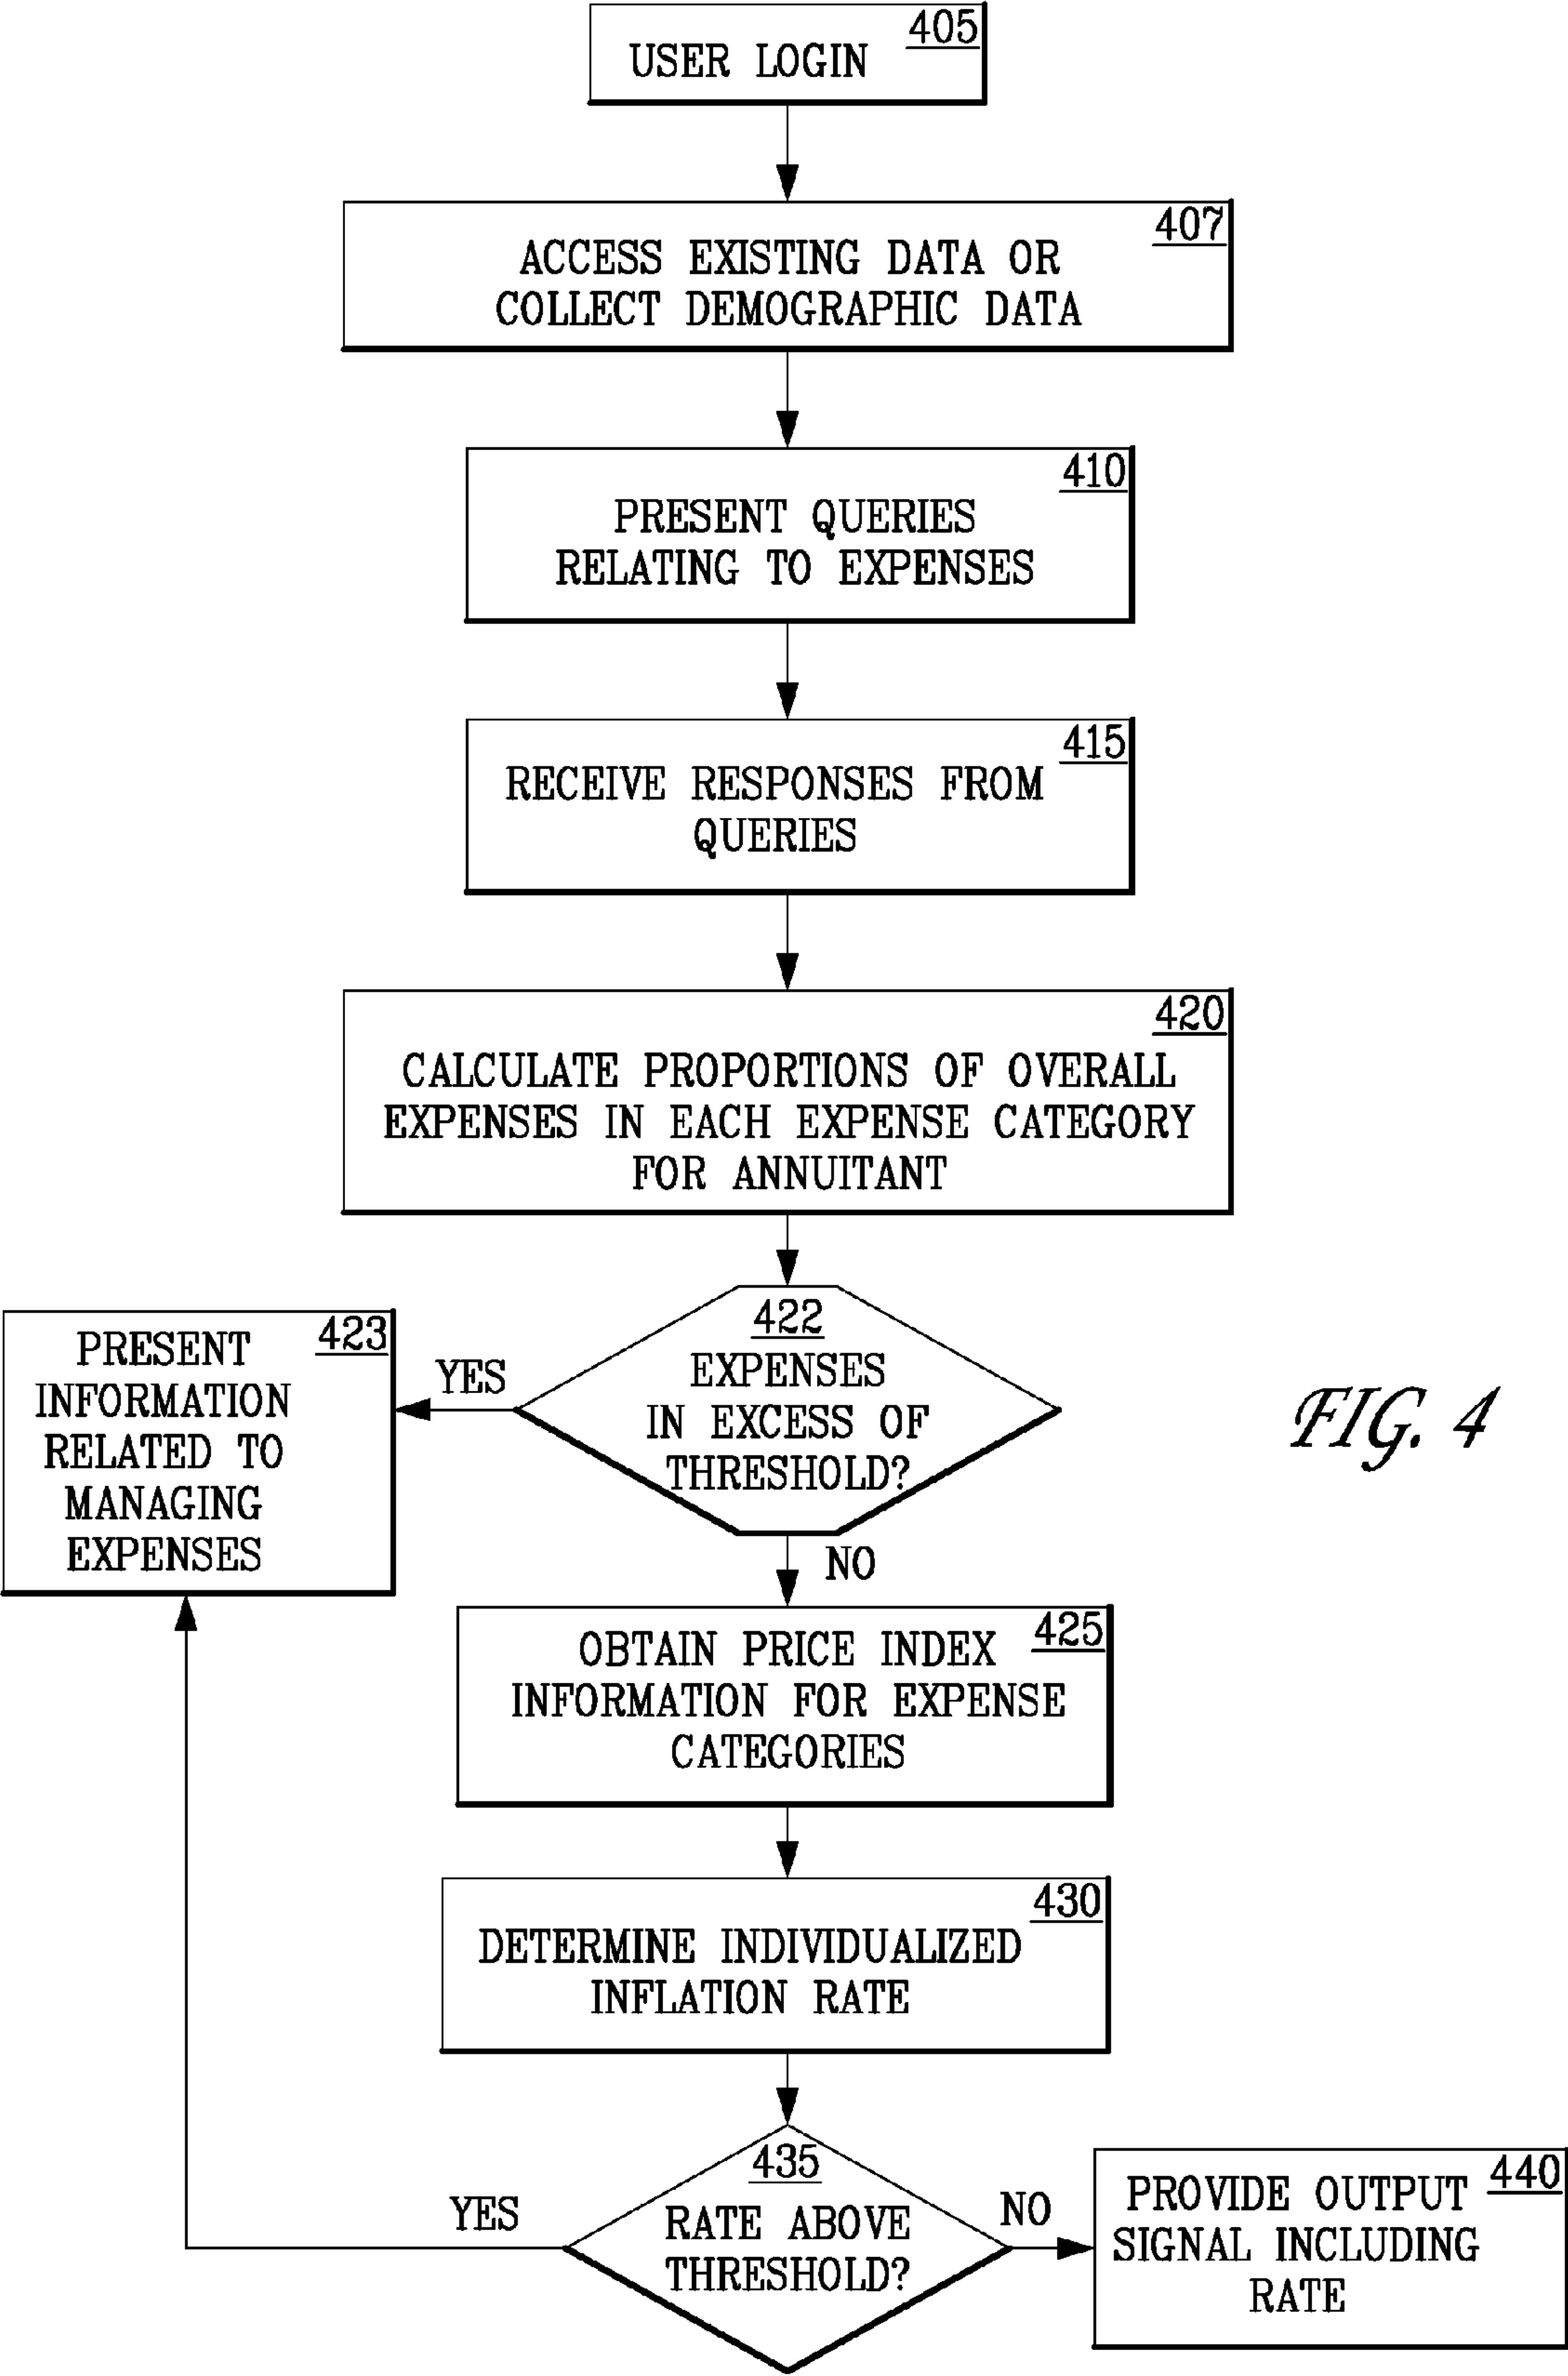 405
USER LOGIN
407
ACCESS EXISTING DATA OR
COLLECT DEMOGRAPHIC DATA
410
PRESENT QUERIES
RELATING TO EXPENSES
415
RECEIVE RESPONSES FROM
QUERIES
420
CALCULATE PROPORTIONS OF OVERALL
EXPENSES IN EACH EXPENSE CATEGORY
FOR ANNUITANT
422
EXPENSES
IN EXCESS OF
THRESHOLD?
YES
423
PRESENT
INFORMATION
RELATED TO
MANAGING
EXPENSES
FIG. 4
NO
425
OBTAIN PRICE INDEX
INFORMATION FOR EXPENSE
CATEGORIES
430
DETERMINE INDIVIDUALIZED
INFLATION RATE
435
RATE ABOVE
THRESHOLD?
YES
NO
440
PROVIDE OUTPUT
SIGNAL INCLUDING
RATE